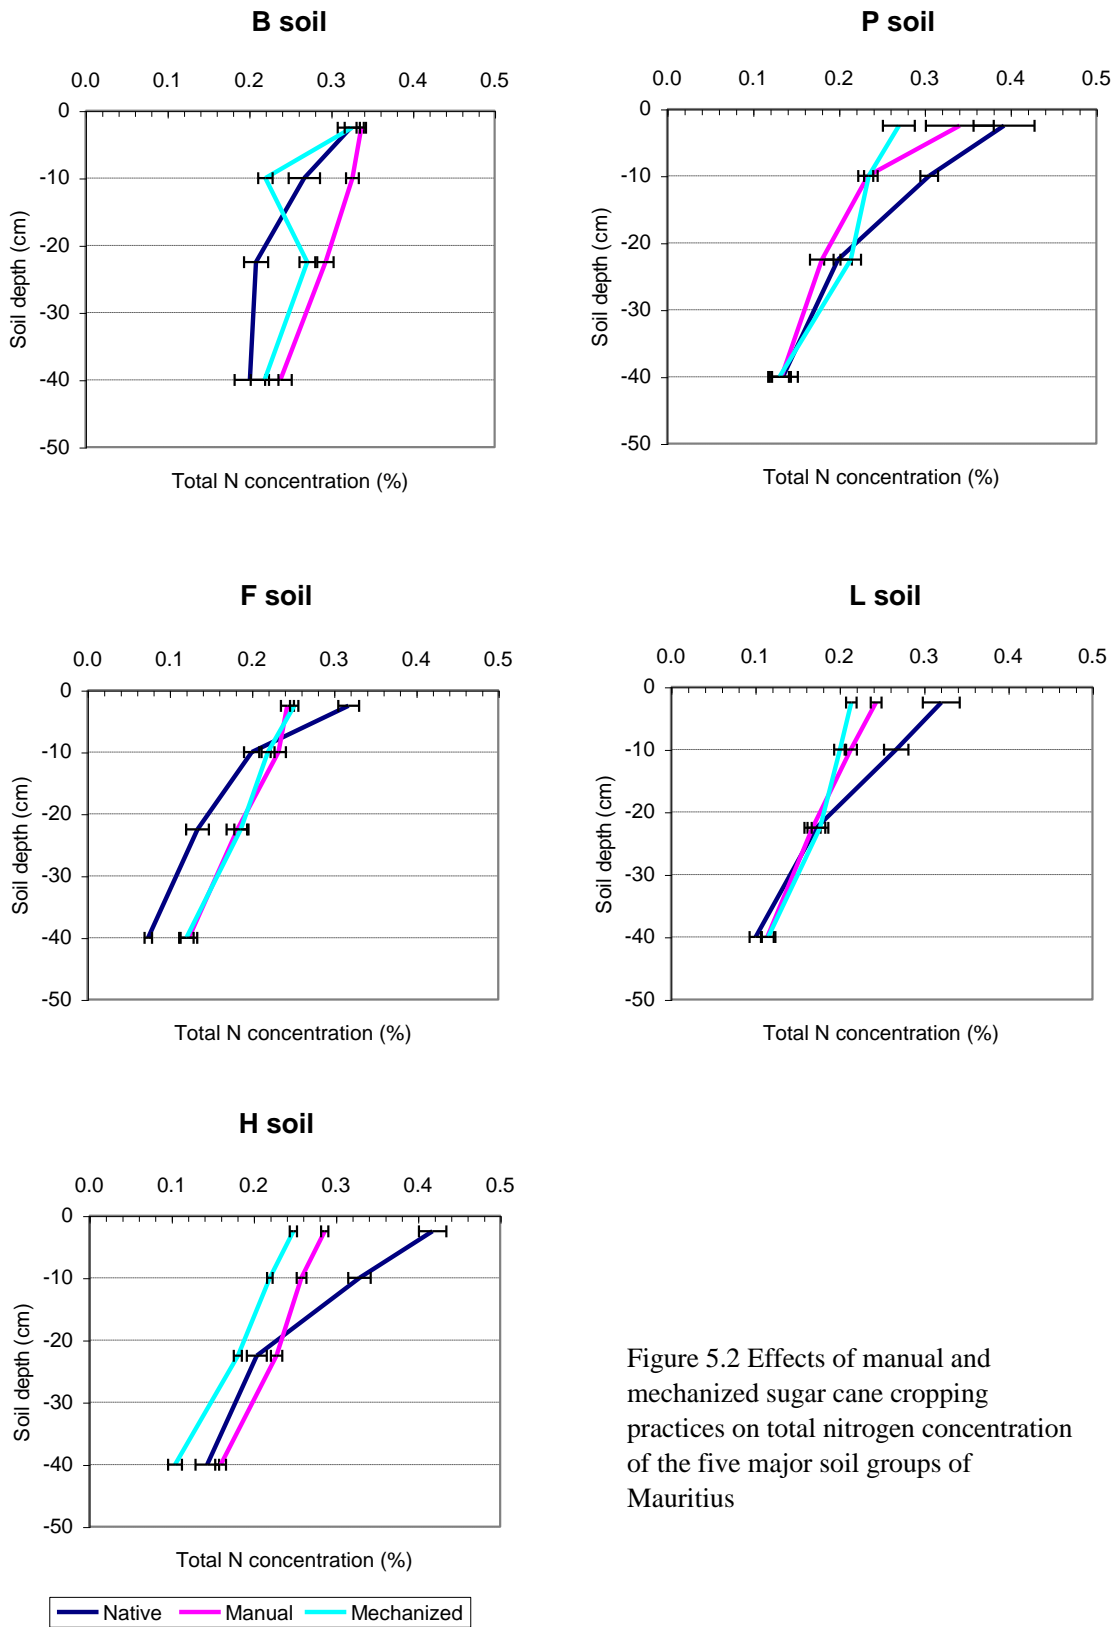 B soil
0.0 0.1 0.2 0.3 0.4 0.5
0
-10
-20
-30
-40
-50
Soil depth (cm)
Total N concentration (%)
P soil
0.0 0.1 0.2 0.3 0.4 0.5
0
-10
-20
-30
-40
-50
Soil depth (cm)
Total N concentration (%)
F soil
0.0 0.1 0.2 0.3 0.4 0.5
0
-10
-20
-30
-40
-50
Soil depth (cm)
Total N concentration (%)
L soil
0.0 0.1 0.2 0.3 0.4 0.5
0
-10
-20
-30
-40
-50
Soil depth (cm)
Total N concentration (%)
H soil
0.0 0.1 0.2 0.3 0.4 0.5
0
-10
-20
-30
-40
-50
Soil depth (cm)
Total N concentration (%)
Native Manual Mechanized
Figure 5.2 Effects of manual and
mechanized sugar cane cropping
practices on total nitrogen concentration
of the five major soil groups of
Mauritius